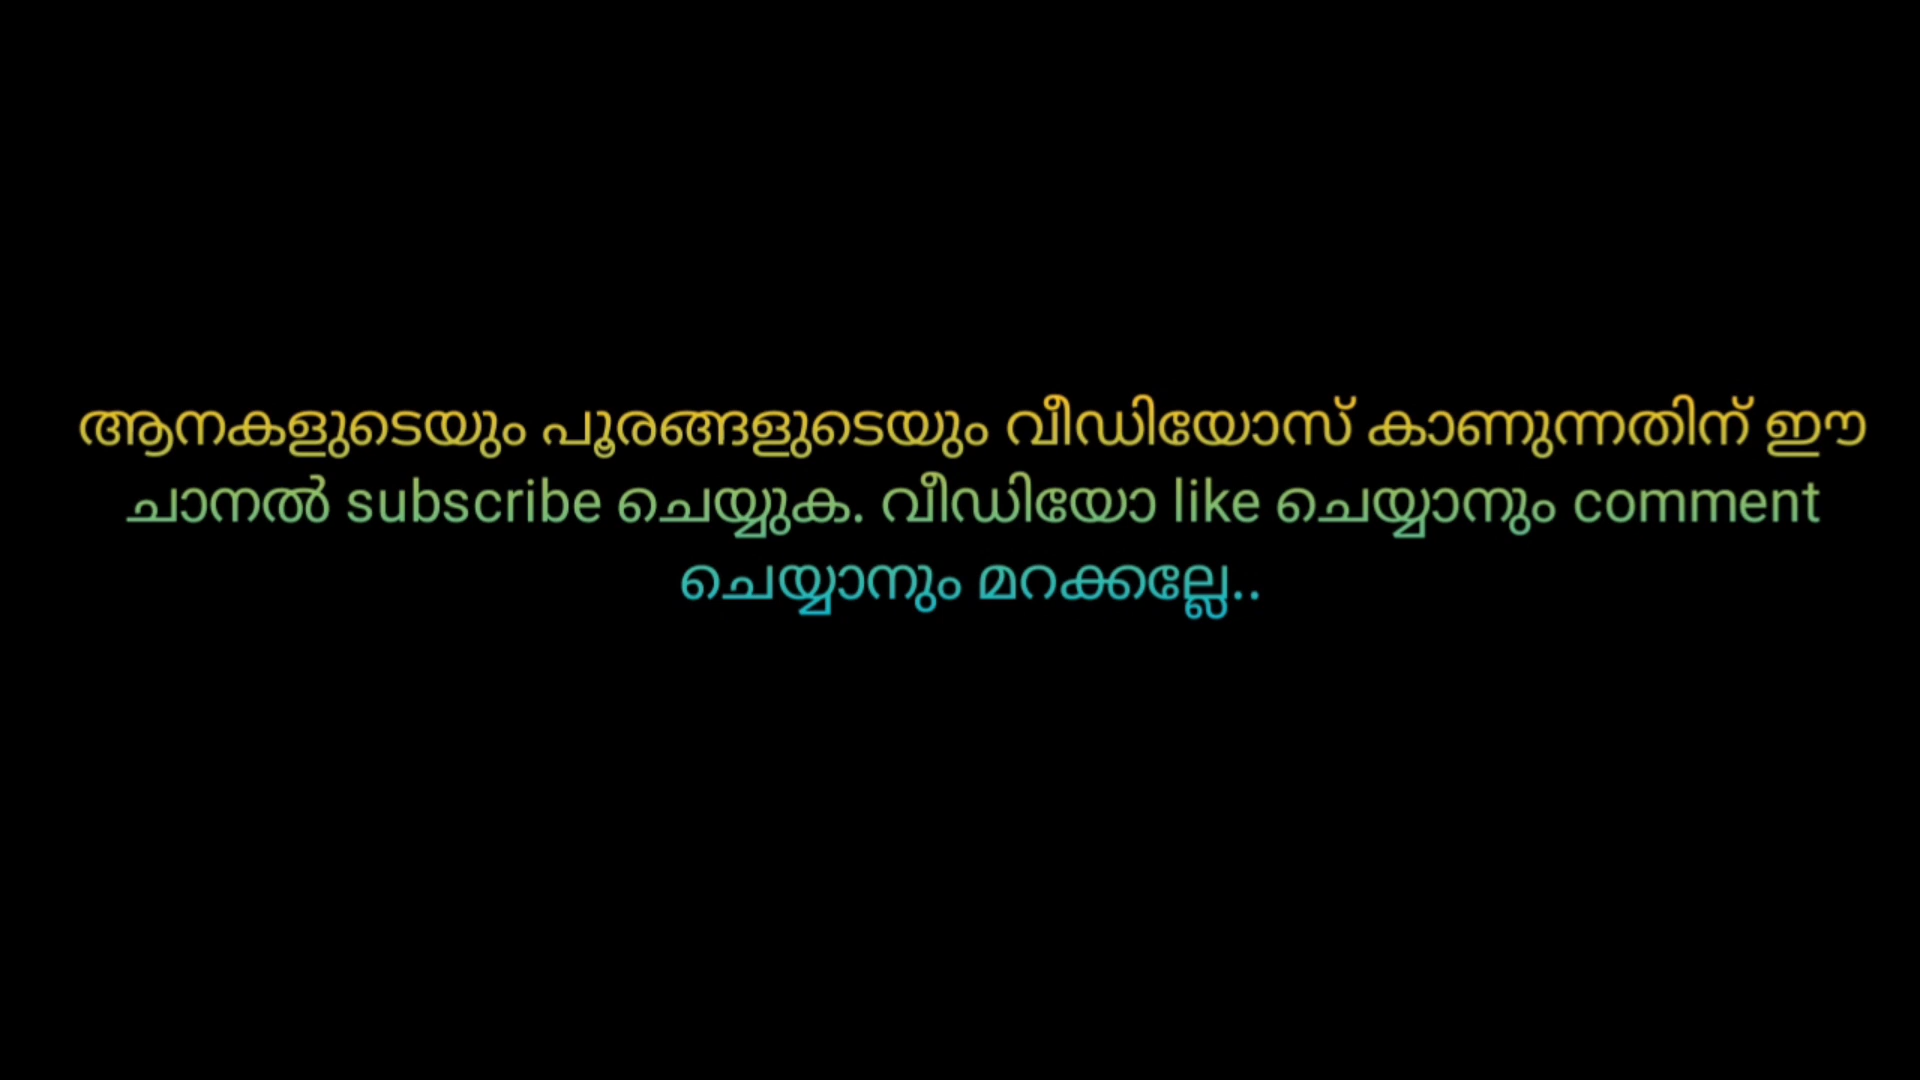 ആനകളുടെയും പൂരങ്ങളുടെയും വീഡിയോസ് കാണുന്നതിന് ഈ
ചാനൽ subscribe ചെയ്യുക. വീഡിയോ like ചെയ്യാനും comment
ചെയ്യാനും മറക്കല്ലേ..